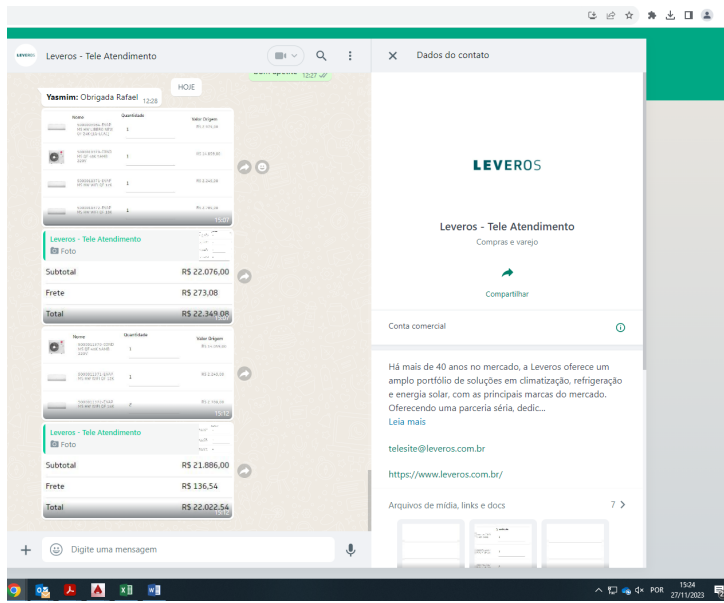 LEVEROS
Leveros - Tele Atendimento
12:27
HOJE
Yasmim: Obrigada Rafael
12:28
Nome Quantidade Valor Origem
1
1
1
1
15:07
Leveros - Tele Atendimento
Foto
Subtotal R$ 22.076,00
Frete R$ 273,08
Total R$ 22.349,08
Nome Quantidade Valor Origem
1
1
15:12
Leveros - Tele Atendimento
Foto
Subtotal R$ 21.886,00
Frete R$ 136,54
Total R$ 22.022,54
Digite uma mensagem
Dados do contato
LEVEROS
Leveros - Tele Atendimento
Compras e varejo
Compartilhar
Conta comercial
Há mais de 40 anos no mercado, a Leveros oferece um
amplo portfólio de soluções em climatização, refrigeração
e energia solar, com as principais marcas do mercado.
Oferecendo uma parceria séria, dedic...
Leia mais
telesite@leveros.com.br
https://www.leveros.com.br/
Arquivos de mídia, links e docs 7
POR
15:24
27/11/2023